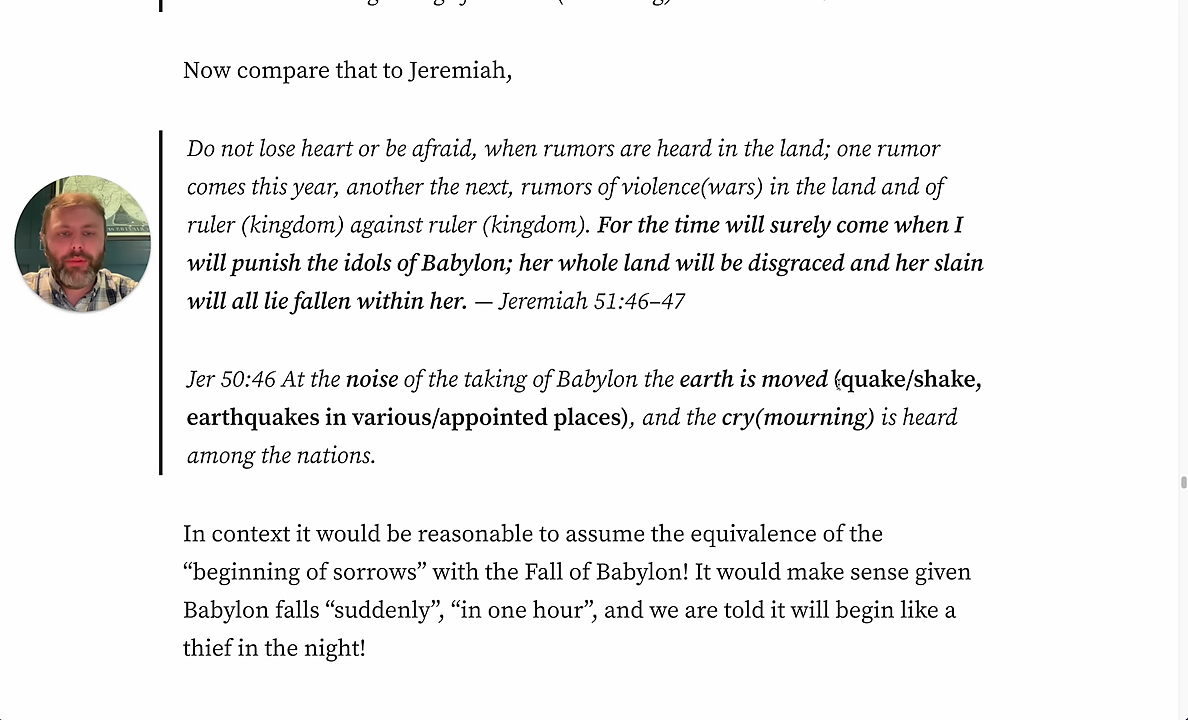 Now compare that to Jeremiah,
Do not lose heart or be afraid, when rumors are heard in the land; one rumor
comes this year, another the next, rumors of violence(wars) in the land and of
ruler (kingdom) against ruler (kingdom). For the time will surely come when I
will punish the idols of Babylon; her whole land will be disgraced and her slain
will all lie fallen within her. — Jeremiah 51:46–47
Jer 50:46 At the noise of the taking of Babylon the earth is moved (quake/shake,
earthquakes in various/appointed places), and the cry(mourning) is heard
among the nations.
In context it would be reasonable to assume the equivalence of the
“beginning of sorrows” with the Fall of Babylon! It would make sense given
Babylon falls “suddenly”, “in one hour”, and we are told it will begin like a
thief in the night!